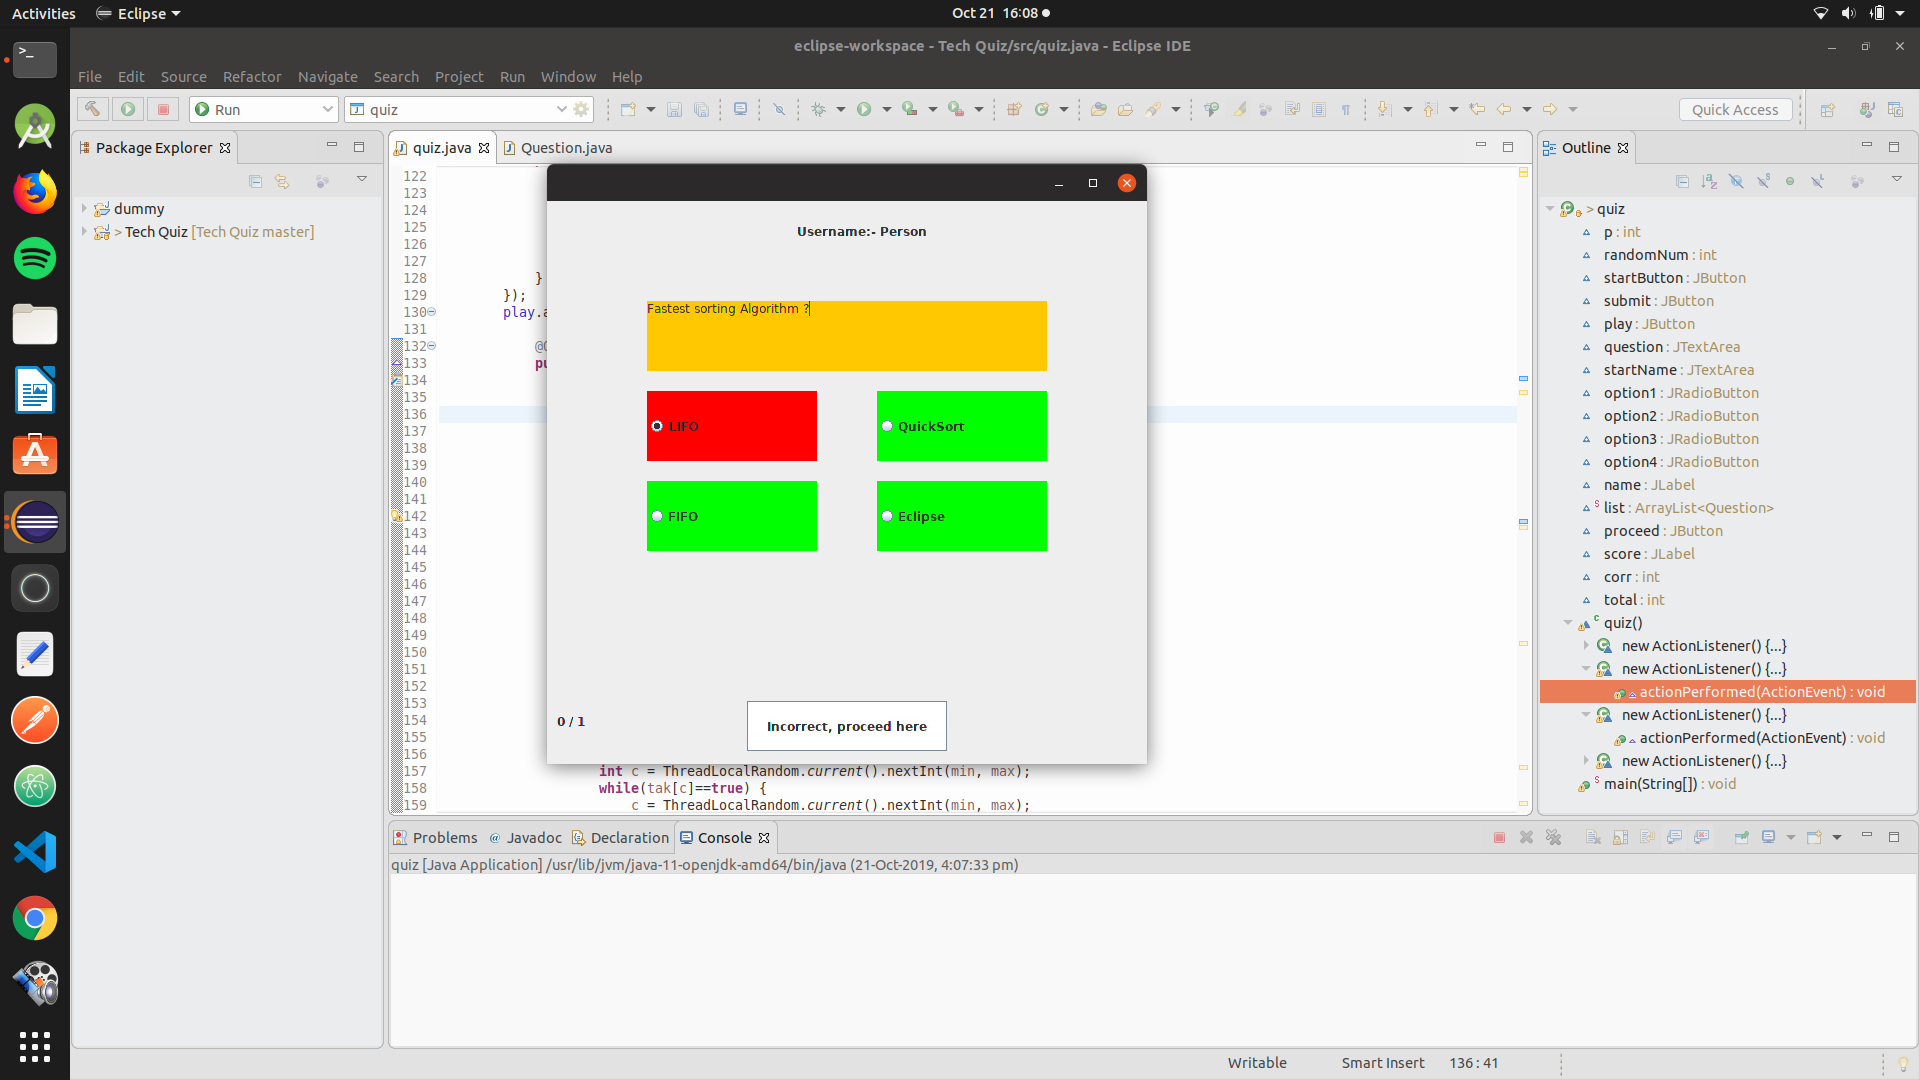 Activities Eclipse Oct 21 16:08
eclipse-workspace - Tech Quiz/src/quiz.java - Eclipse IDE
File Edit Source Refactor Navigate Search Project Run Window Help
Run quiz Quick Access
Package Explorer
dummy
> Tech Quiz [Tech Quiz master]
quiz.java Question.java
122
123
124
125
126
127
128 }
129 });
130 play.a
131
132 @
133 pu
134
135
136
137
138
139
140
141
142
143
144
145
146
147
148
149
150
151
152
153
154
155
156
157 int c = ThreadLocalRandom.current().nextInt(min, max);
158 while(tak[c]==true) {
159 c = ThreadLocalRandom.current().nextInt(min, max);
Username:- Person
Fastest sorting Algorithm ?
LIFO QuickSort
FIFO Eclipse
0 / 1 Incorrect, proceed here
Outline
> quiz
p : int
randomNum : int
startButton : JButton
submit : JButton
play : JButton
question : JTextArea
startName : JTextArea
option1 : JRadioButton
option2 : JRadioButton
option3 : JRadioButton
option4 : JRadioButton
name : JLabel
list : ArrayList<Question>
proceed : JButton
score : JLabel
corr : int
total : int
quiz()
new ActionListener() {...}
new ActionListener() {...}
actionPerformed(ActionEvent) : void
new ActionListener() {...}
actionPerformed(ActionEvent) : void
new ActionListener() {...}
main(String[]) : void
Problems @ Javadoc Declaration Console
quiz [Java Application] /usr/lib/jvm/java-11-openjdk-amd64/bin/java (21-Oct-2019, 4:07:33 pm)
Writable Smart Insert 136 : 41